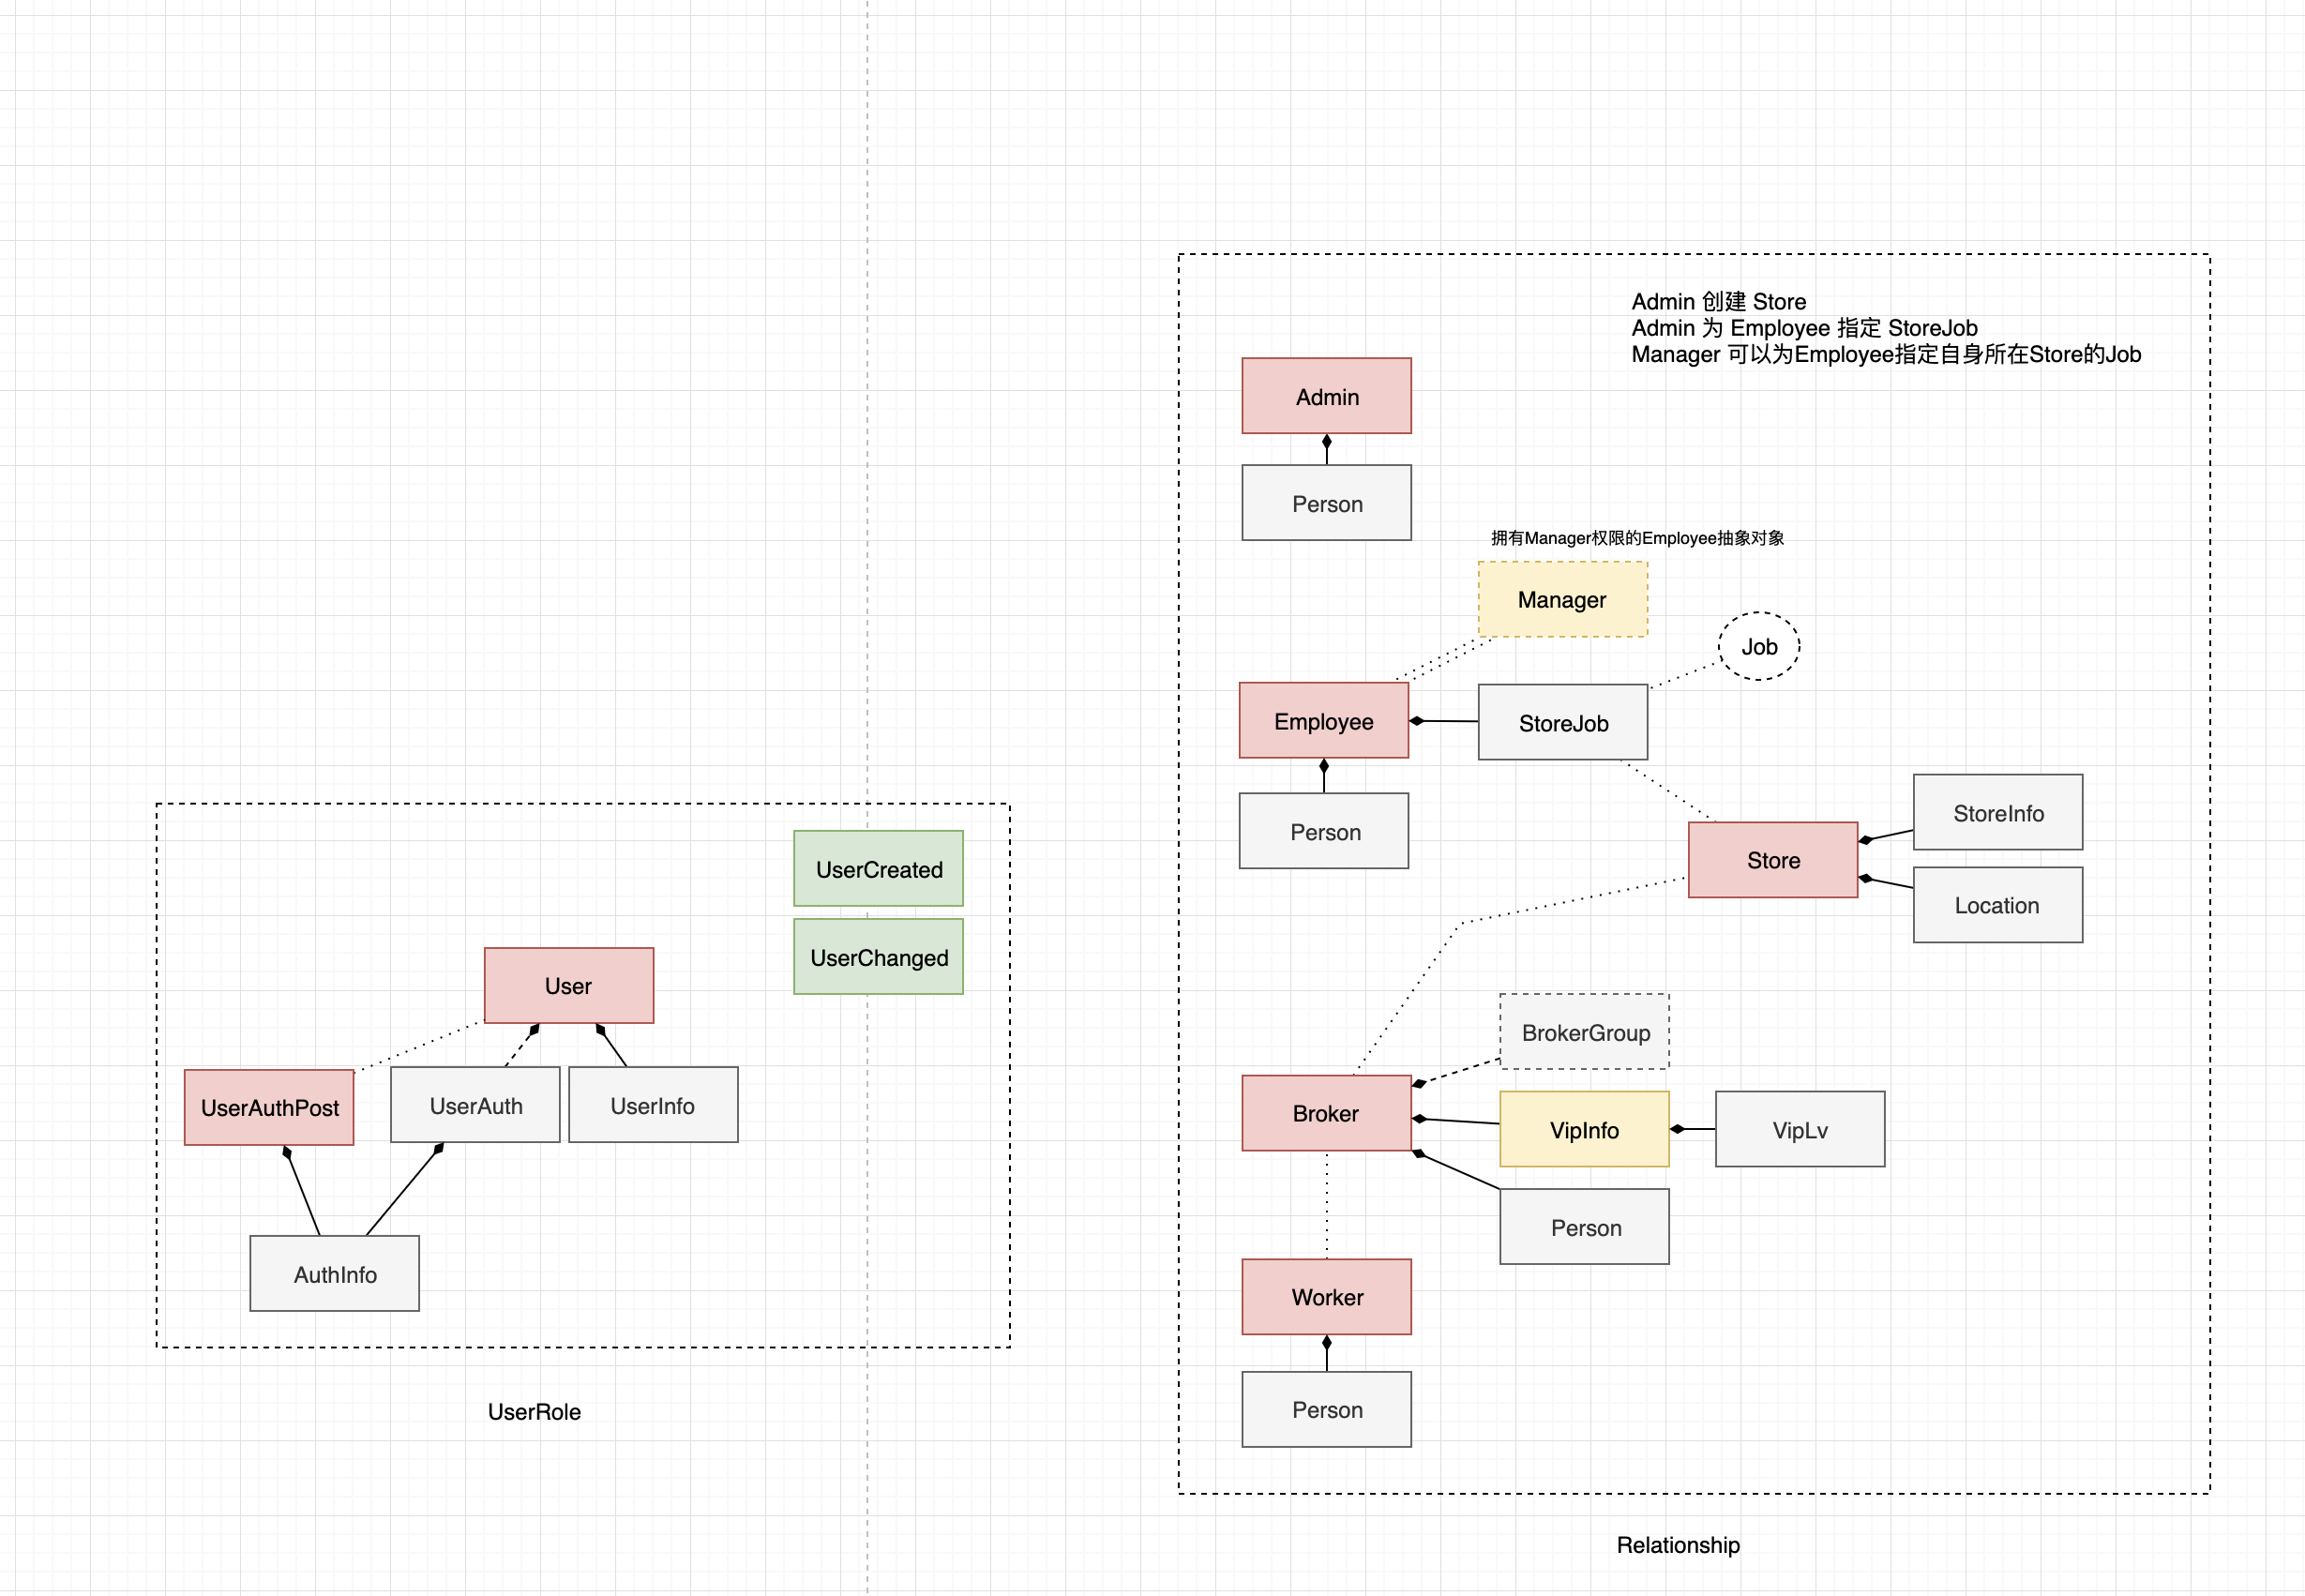 UserCreated
UserChanged
User
UserAuthPost
UserAuth
UserInfo
AuthInfo
UserRole
Admin 创建 Store
Admin 为 Employee 指定 StoreJob
Manager 可以为Employee指定自身所在Store的Job
Admin
Person
拥有Manager权限的Employee抽象对象
Manager
Job
Employee
StoreJob
Person
StoreInfo
Store
Location
BrokerGroup
Broker
VipInfo
VipLv
Person
Worker
Person
Relationship